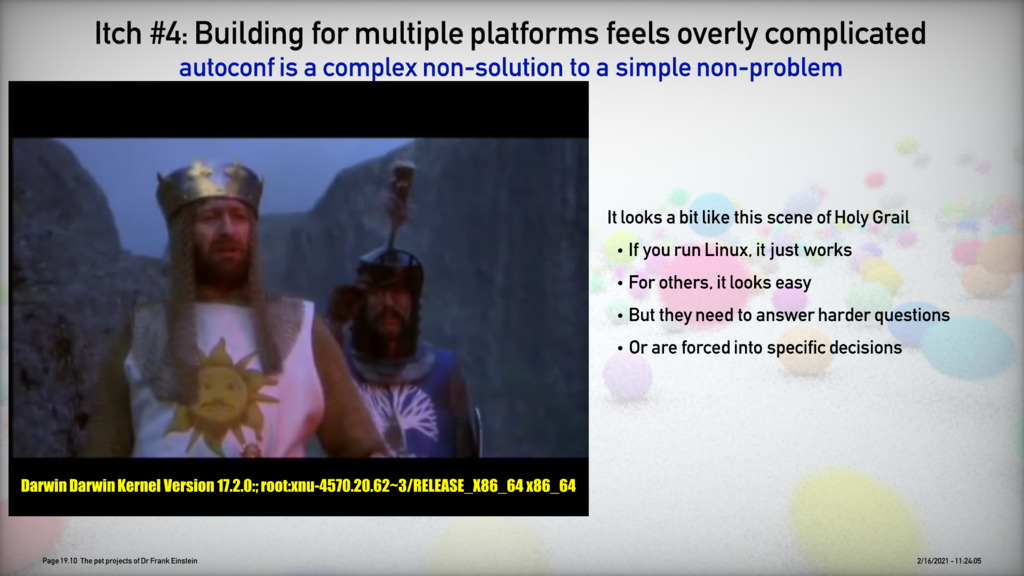 Itch #4: Building for multiple platforms feels overly complicated
autoconf is a complex non-solution to a simple non-problem
It looks a bit like this scene of Holy Grail
• If you run Linux, it just works
• For others, it looks easy
• But they need to answer harder questions
• Or are forced into specific decisions
Darwin Darwin Kernel Version 17.2.0:; root:xnu-4570.20.62~3/RELEASE_X86_64 x86_64
Page 19.10 The pet projects of Dr Frank Einstein
2/16/2021 - 11:24:05